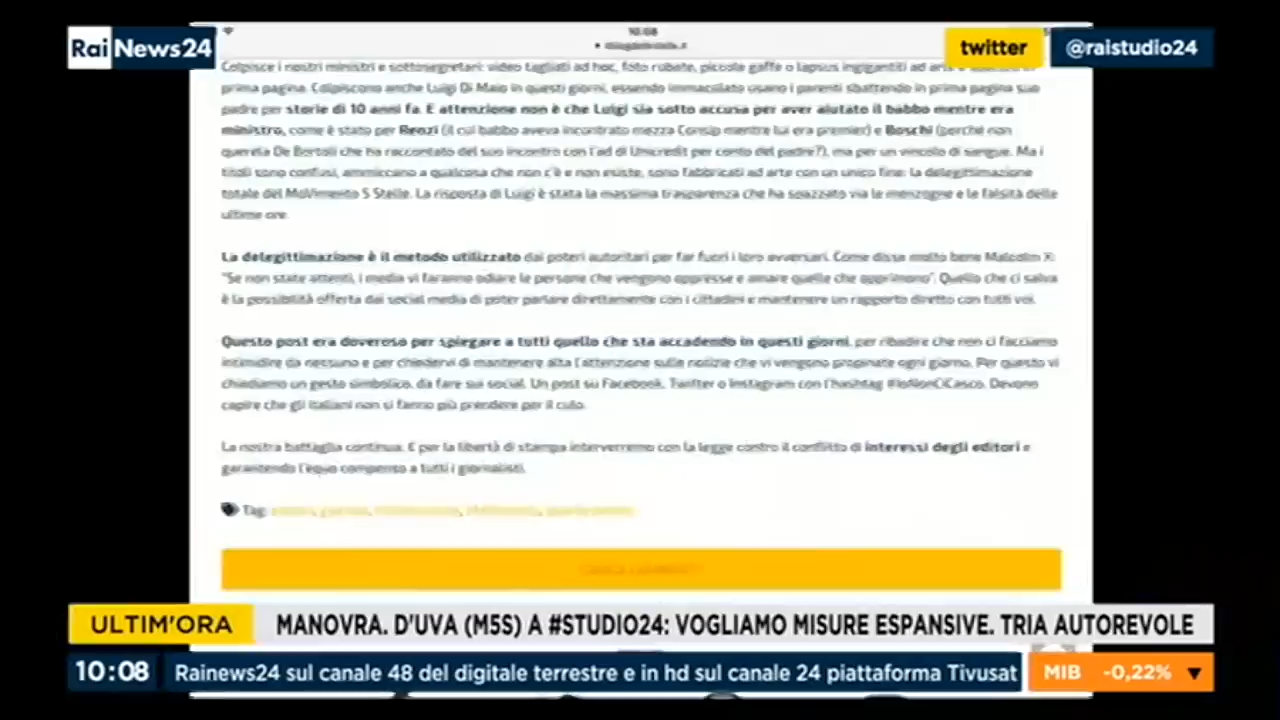 Rai News24
10:08
twitter
@raistudio24
Colpisce i nostri ministri e sottosegretari: video tagliati ad hoc, foto rubate, piccole gaffe o lapsus ingigantiti ad arte e
prima pagina. Colpiscono anche Luigi Di Maio in questi giorni, essendo immacolato usano i parenti sbattendo in prima pagina suo
padre per storie di 10 anni fa. E attenzione non è che Luigi sia sotto accusa per aver aiutato il babbo mentre era
ministro, come è stato per Renzi (il cui babbo aveva incontrato mezza Consip mentre lui era premier) e Boschi (perché non
querela De Bortoli che ha raccontato del suo incontro con l'ad di Unicredit per conto del padre?), ma per un vincolo di sangue. Ma i
titoli sono confusi, ammiccano a qualcosa che non c'è e non esiste, sono fabbricati ad arte con un unico fine: la delegittimazione
totale del MoVimento 5 Stelle. La risposta di Luigi è stata la massima trasparenza che ha spazzato via le menzogne e le falsità delle
ultime ore.
La delegittimazione è il metodo utilizzato dai poteri autoritari per far fuori i loro avversari. Come disse molto bene Malcolm X:
"Se non state attenti, i media vi faranno odiare le persone che vengono oppresse e amare quelle che opprimono". Quello che ci salva
è la possibilità offerta dai social media di poter parlare direttamente con i cittadini e mantenere un rapporto diretto con tutti voi.
Questo post era doveroso per spiegare a tutti quello che sta accadendo in questi giorni, per ribadire che non ci facciamo
intimidire da nessuno e per chiedervi di mantenere alta l'attenzione sulle notizie che vi vengono propinate ogni giorno. Per questo vi
chiediamo un gesto simbolico, da fare sui social. Un post su Facebook, Twitter o Instagram con l'hashtag #IoNonCiCasco. Devono
capire che gli italiani non si fanno più prendere per il culo.
La nostra battaglia continua. E per la libertà di stampa interverremo con la legge contro il conflitto di interessi degli editori e
garantendo l'equo compenso a tutti i giornalisti.
Tag:
ULTIM'ORA
MANOVRA. D'UVA (M5S) A #STUDIO24: VOGLIAMO MISURE ESPANSIVE. TRIA AUTOREVOLE
10:08
Rainews24 sul canale 48 del digitale terrestre e in hd sul canale 24 piattaforma Tivusat
MIB -0,22% ▼